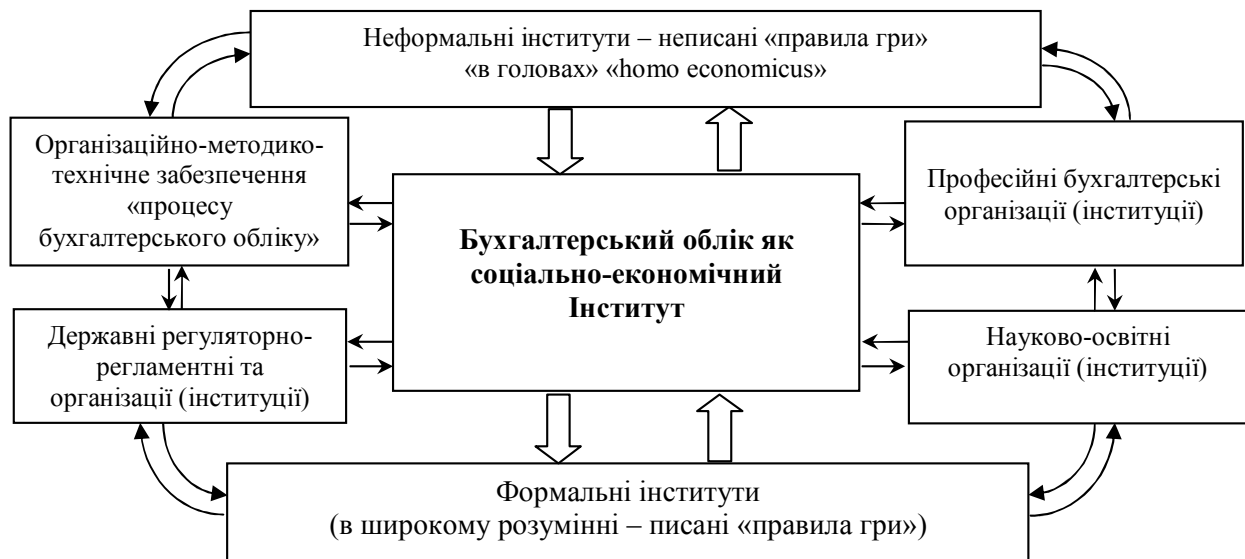 Неформальні інститути – неписані «правила гри»
«в головах» «homo economicus»
Організаційно-методико-
технічне забезпечення
«процесу
бухгалтерського обліку»
Професійні бухгалтерські
організації (інституції)
Бухгалтерський облік як
соціально-економічний
Інститут
Державні регуляторно-
регламентні та
організації (інституції)
Науково-освітні
організації (інституції)
Формальні інститути
(в широкому розумінні – писані «правила гри»)